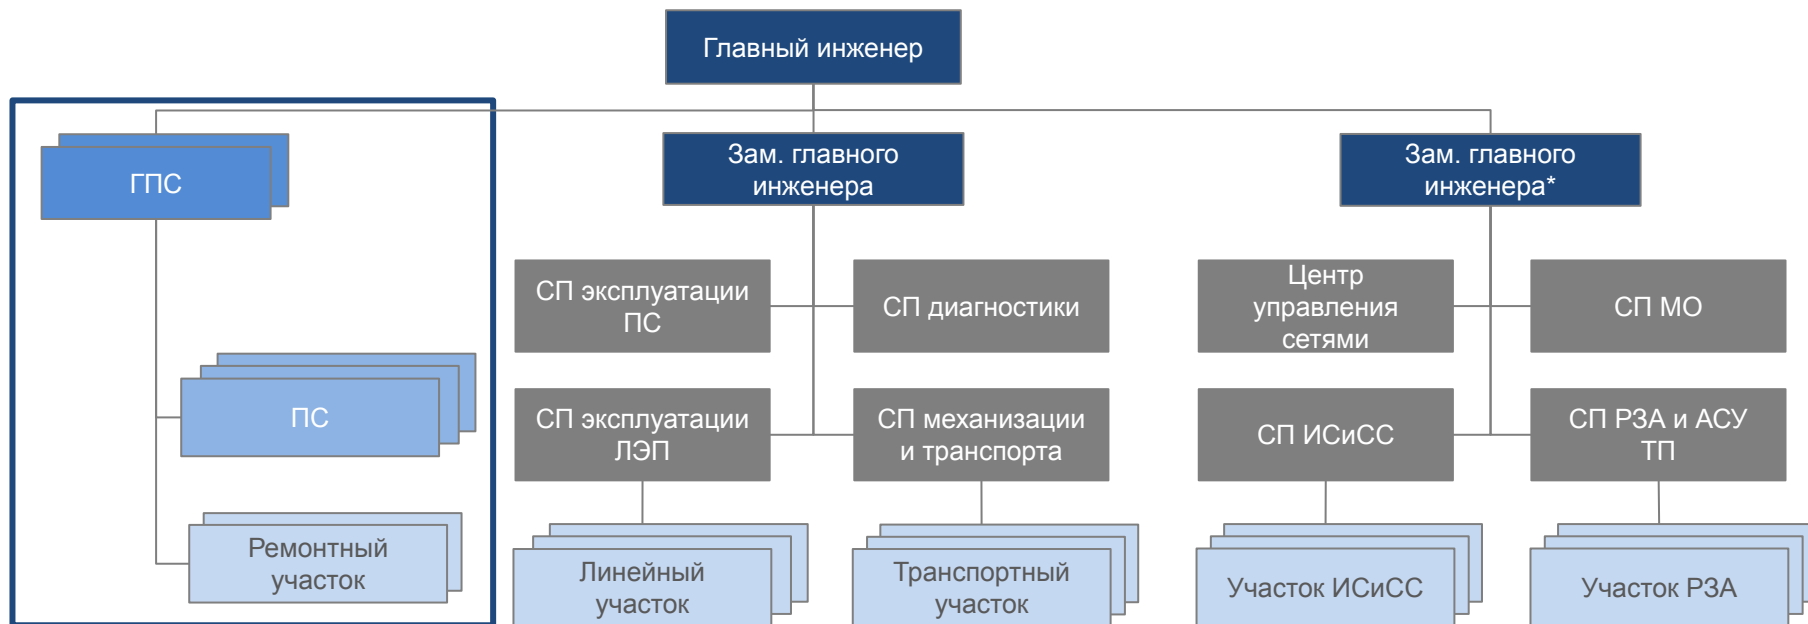 Главный инженер
ГПС
Зам. главного
инженера
Зам. главного
инженера*
СП эксплуатации
ПС
СП диагностики
Центр
управления
сетями
СП МО
ПС
СП эксплуатации
ЛЭП
СП механизации
и транспорта
СП ИСиСС
СП РЗА и АСУ
ТП
Ремонтный
участок
Линейный
участок
Транспортный
участок
Участок ИСиСС
Участок РЗА